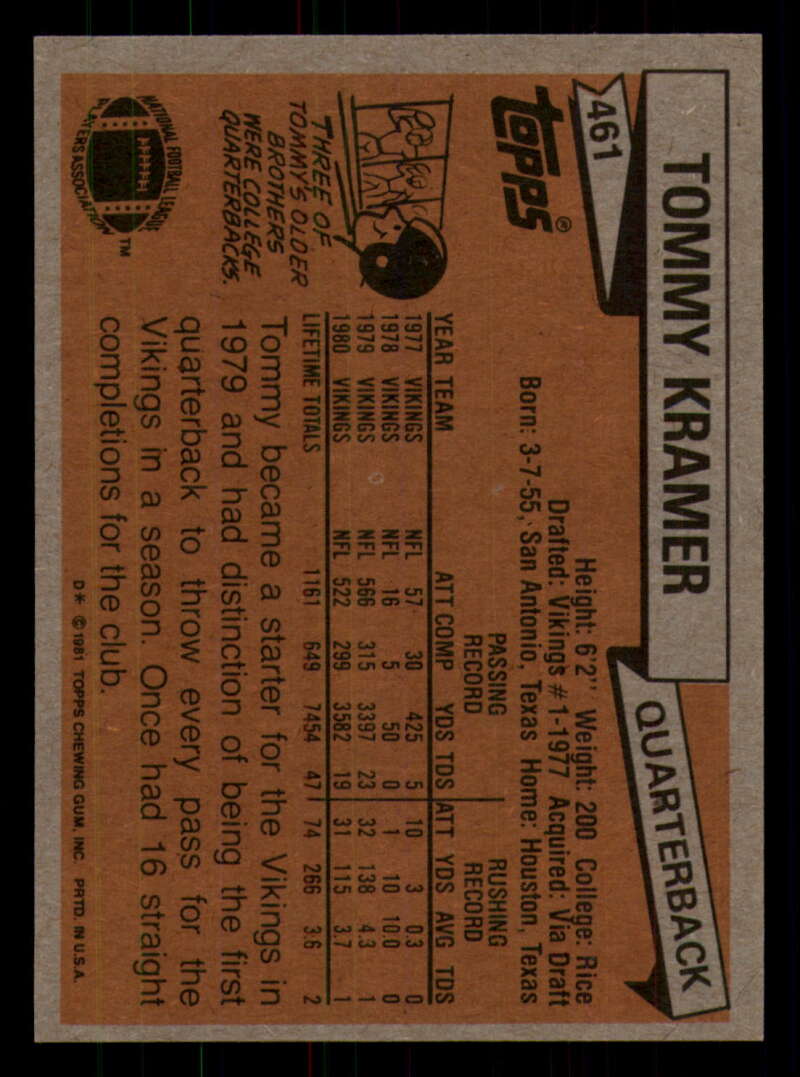 461
TOMMY KRAMER
QUARTERBACK
TOPPS®
Height: 6'2" Weight: 200 College: Rice
Drafted: Vikings #1-1977 Acquired: Via Draft
Born: 3-7-55, San Antonio, Texas Home: Houston, Texas
PASSING RECORD RUSHING RECORD
YEAR TEAM ATT COMP YDS TDS ATT YDS AVG TDS
1977 VIKINGS NFL 57 30 425 5 10 3 0.3 0
1978 VIKINGS NFL 16 5 50 0 1 10 10.0 0
1979 VIKINGS NFL 566 315 3397 23 32 138 4.3 1
1980 VIKINGS NFL 522 299 3582 19 31 115 3.7 1
LIFETIME TOTALS 1161 649 7454 47 74 266 3.6 2
THREE OF
TOMMY'S OLDER
BROTHERS
WERE COLLEGE
QUARTERBACKS.
Tommy became a starter for the Vikings in
1979 and had distinction of being the first
quarterback to throw every pass for the
Vikings in a season. Once had 16 straight
completions for the club.
NATIONAL FOOTBALL LEAGUE
PLAYERS ASSOCIATION
TM
D* ©1981 TOPPS CHEWING GUM, INC. PRTD. IN U.S.A.